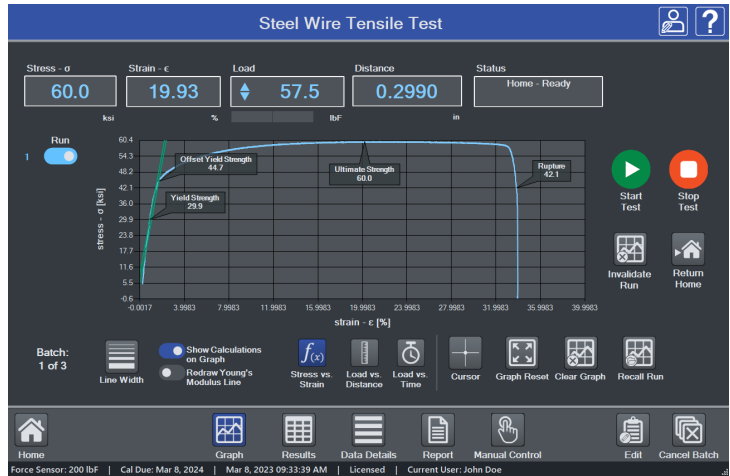 Steel Wire Tensile Test
?
Stress - σ
Strain - ϵ
Load
Distance
Status
60.0
19.93
57.5
0.2990
Home - Ready
ksi
%
lbF
in
Run
1
60.4
54.3
48.2
42.1
36.0
29.9
23.8
17.7
11.6
5.5
-0.6
stress - σ [ksi]
Offset Yield Strength
44.7
Yield Strength
29.9
Ultimate Strength
60.0
Rupture
42.1
-0.0017
3.9983
7.9983
11.9983
15.9983
19.9983
23.9983
27.9983
31.9983
35.9983
39.9983
strain - ε [%]
Start
Test
Stop
Test
Invalidate
Run
Return
Home
Batch:
1 of 3
Line Width
Show Calculations
on Graph
Redraw Young's
Modulus Line
f(x)
Stress vs.
Strain
Load vs.
Distance
Load vs.
Time
Cursor
Graph Reset
Clear Graph
Recall Run
Home
Graph
Results
Data Details
Report
Manual Control
Edit
Cancel Batch
Force Sensor: 200 lbF | Cal Due: Mar 8, 2024 | Mar 8, 2023 09:33:39 AM | Licensed | Current User: John Doe